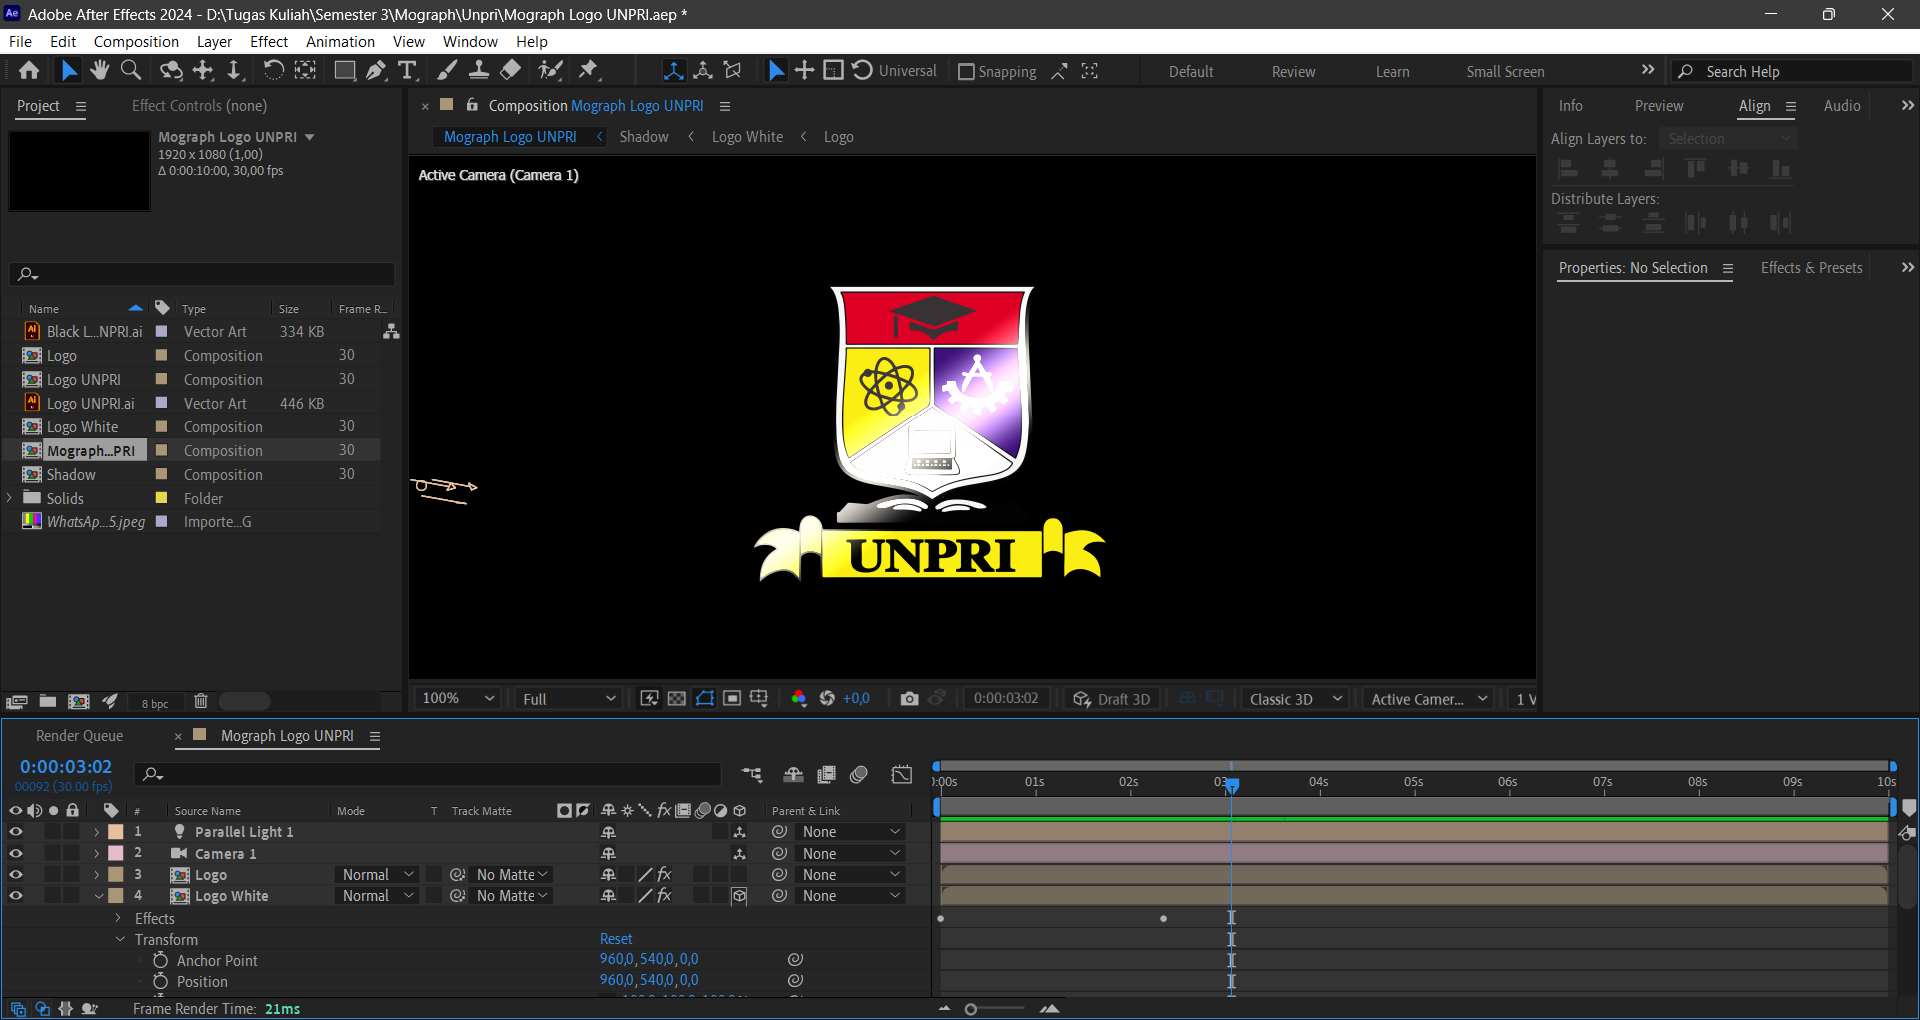 Adobe After Effects 2024 - D:\Tugas Kuliah\Semester 3\Mograph\Unpri\Mograph Logo UNPRI.aep *
File Edit Composition Layer Effect Animation View Window Help
Universal Snapping Default Review Learn Small Screen Search Help
Project Effect Controls (none)
Composition Mograph Logo UNPRI
Info Preview Align Audio
Mograph Logo UNPRI
1920 x 1080 (1,00)
Δ 0:00:10:00, 30,00 fps
Mograph Logo UNPRI Shadow Logo White Logo
Align Layers to: Selection
Active Camera (Camera 1)
Distribute Layers:
Properties: No Selection Effects & Presets
Name Type Size Frame R...
Black L...NPRI.ai Vector Art 334 KB
Logo Composition 30
Logo UNPRI Composition 30
Logo UNPRI.ai Vector Art 446 KB
Logo White Composition 30
Mograph...PRI Composition 30
Shadow Composition 30
Solids Folder
WhatsAp...5.jpeg Importe...G
UNPRI
8 bpc
100% Full +0,0 0:00:03:02 Draft 3D Classic 3D Active Camer... 1 V
Render Queue Mograph Logo UNPRI
0:00:03:02
00092 (30.00 fps)
0:00s 01s 02s 03s 04s 05s 06s 07s 08s 09s 10s
# Source Name Mode T Track Matte Parent & Link
1 Parallel Light 1 None
2 Camera 1 None
3 Logo Normal No Matte None
4 Logo White Normal No Matte None
Effects
Transform Reset
Anchor Point 960,0,540,0,0,0
Position 960,0,540,0,0,0
Frame Render Time: 21ms